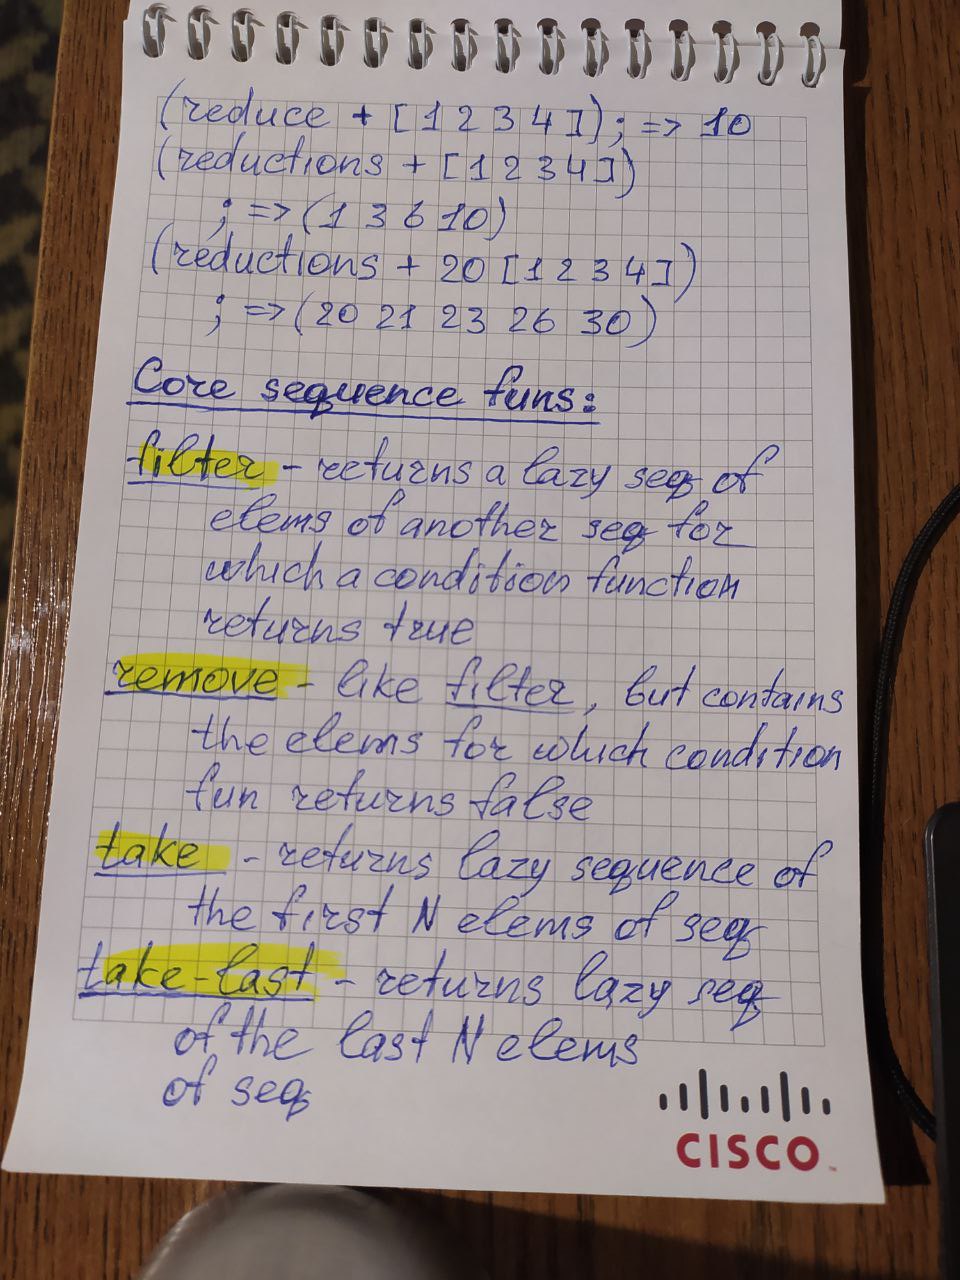 (reduce + [1 2 3 4]); => 10
(reductions + [1 2 3 4])
; => (1 3 6 10)
(reductions + 20 [1 2 3 4])
; => (20 21 23 26 30)
Core sequence funs:
filter - returns a lazy seq of
elems of another seq for
which a condition function
returns true
remove - like filter, but contains
the elems for which condition
fun returns false
take - returns lazy sequence of
the first N elems of seq
take-last - returns lazy seq
of the last N elems
of seq
CISCO™